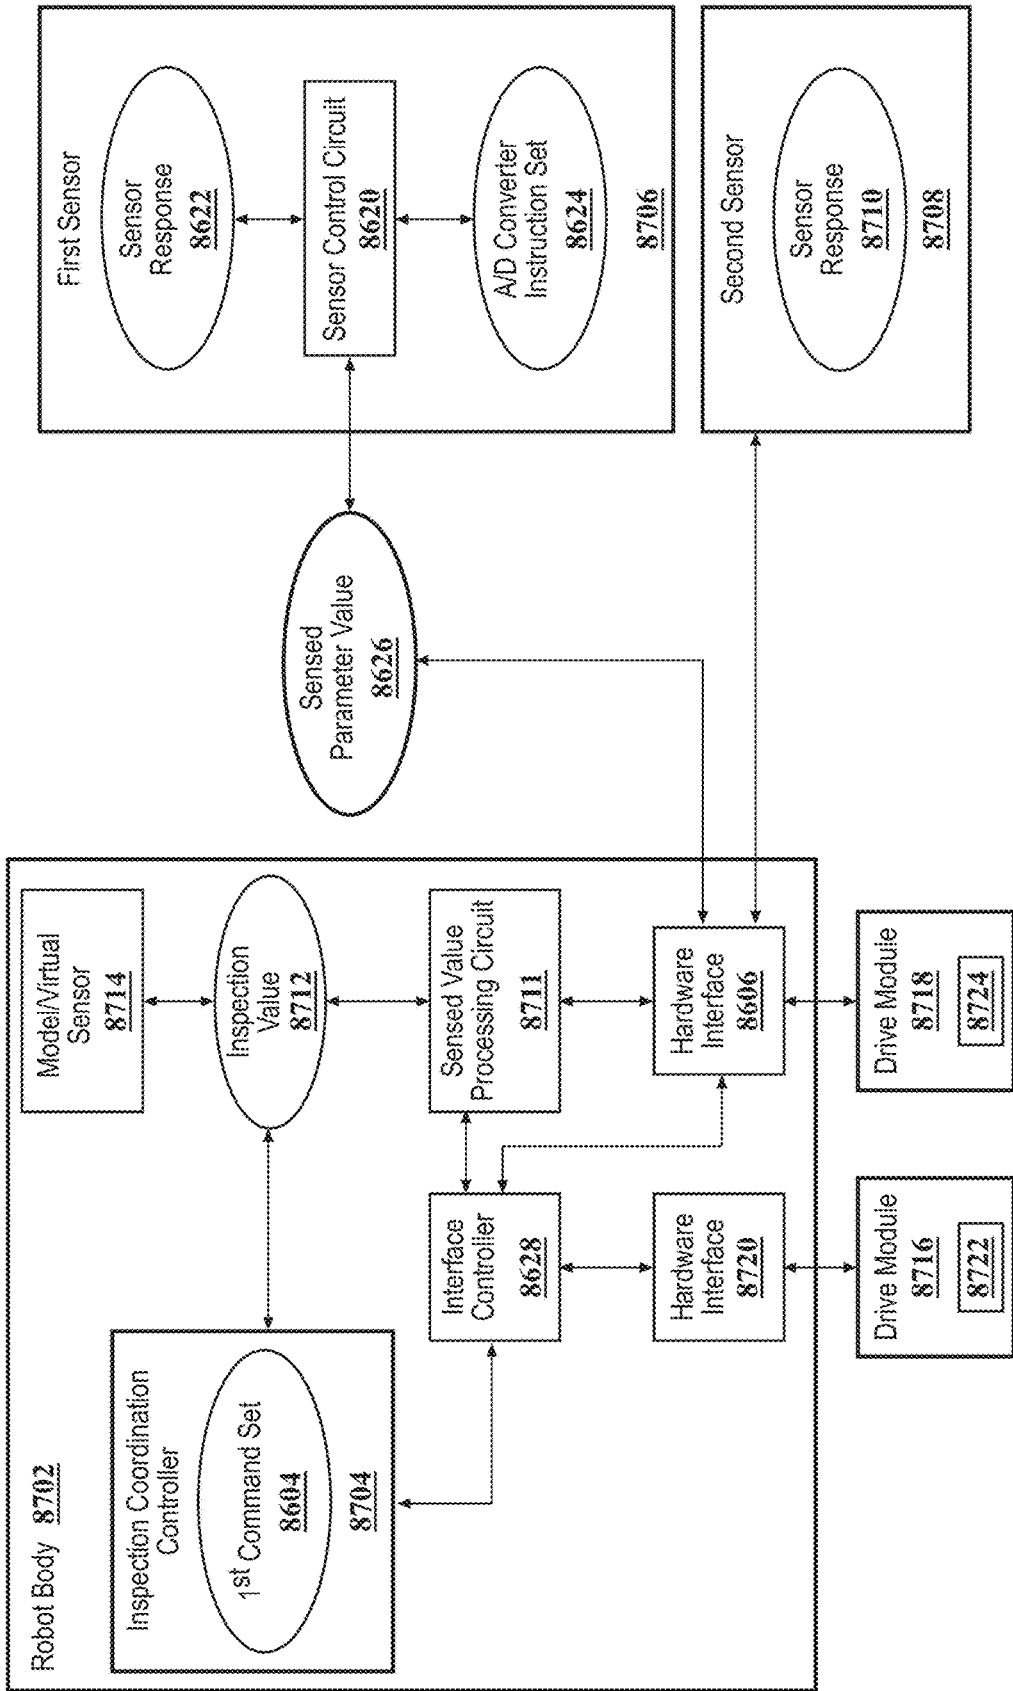 Robot Body 8702
Inspection Coordination
Controller
1st Command Set
8604
8704
Model/Virtual
Sensor
8714
Inspection
Value
8712
Interface
Controller
8628
Sensed Value
Processing Circuit
8711
Hardware
Interface
8720
Hardware
Interface
8606
Drive Module
8716
8722
Drive Module
8718
8724
Sensed
Parameter Value
8626
First Sensor
Sensor
Response
8622
Sensor Control Circuit
8620
A/D Converter
Instruction Set
8624
8706
Second Sensor
Sensor
Response
8710
8708